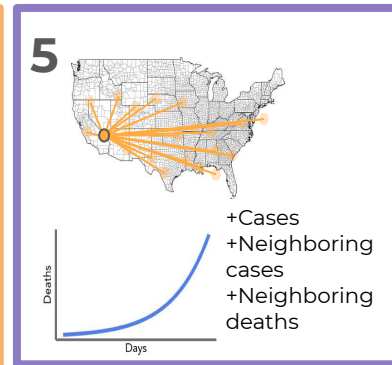 5
+Cases
+Neighboring
cases
+Neighboring
deaths
Deaths
Days